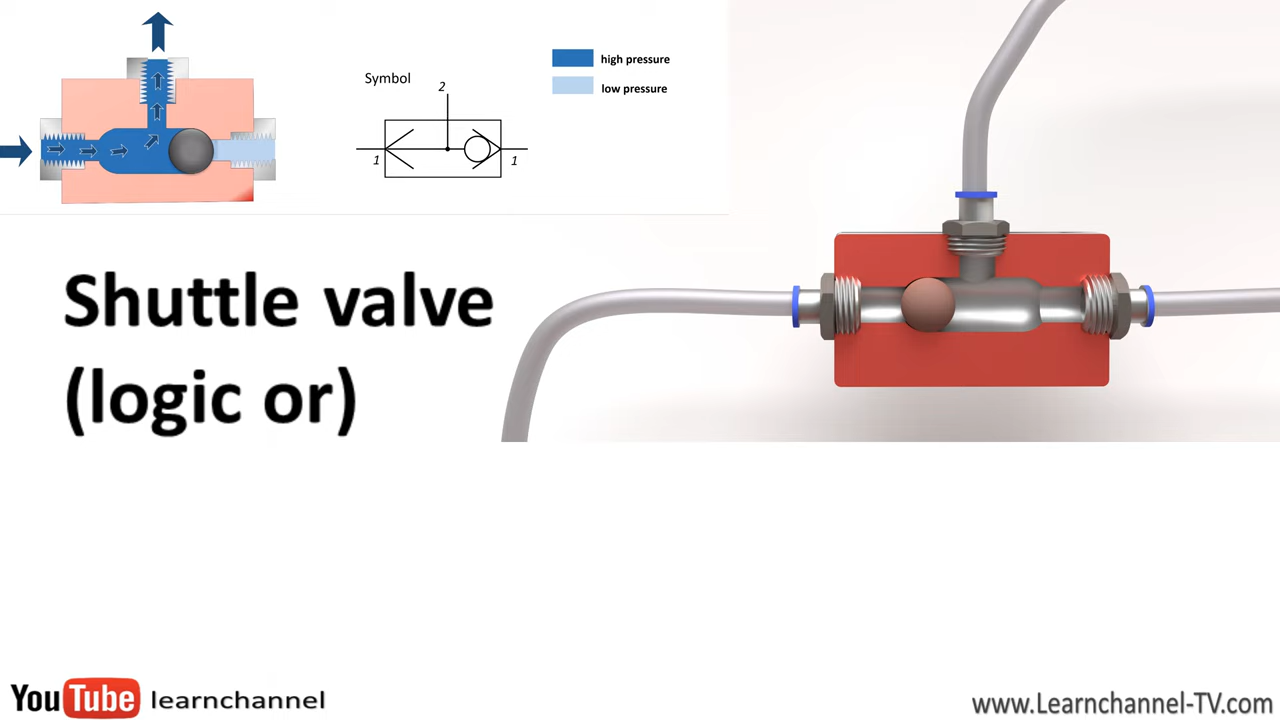 Symbol
2
1
1
high pressure
low pressure
Shuttle valve
(logic or)
YouTube learnchannel
www.Learnchannel-TV.com